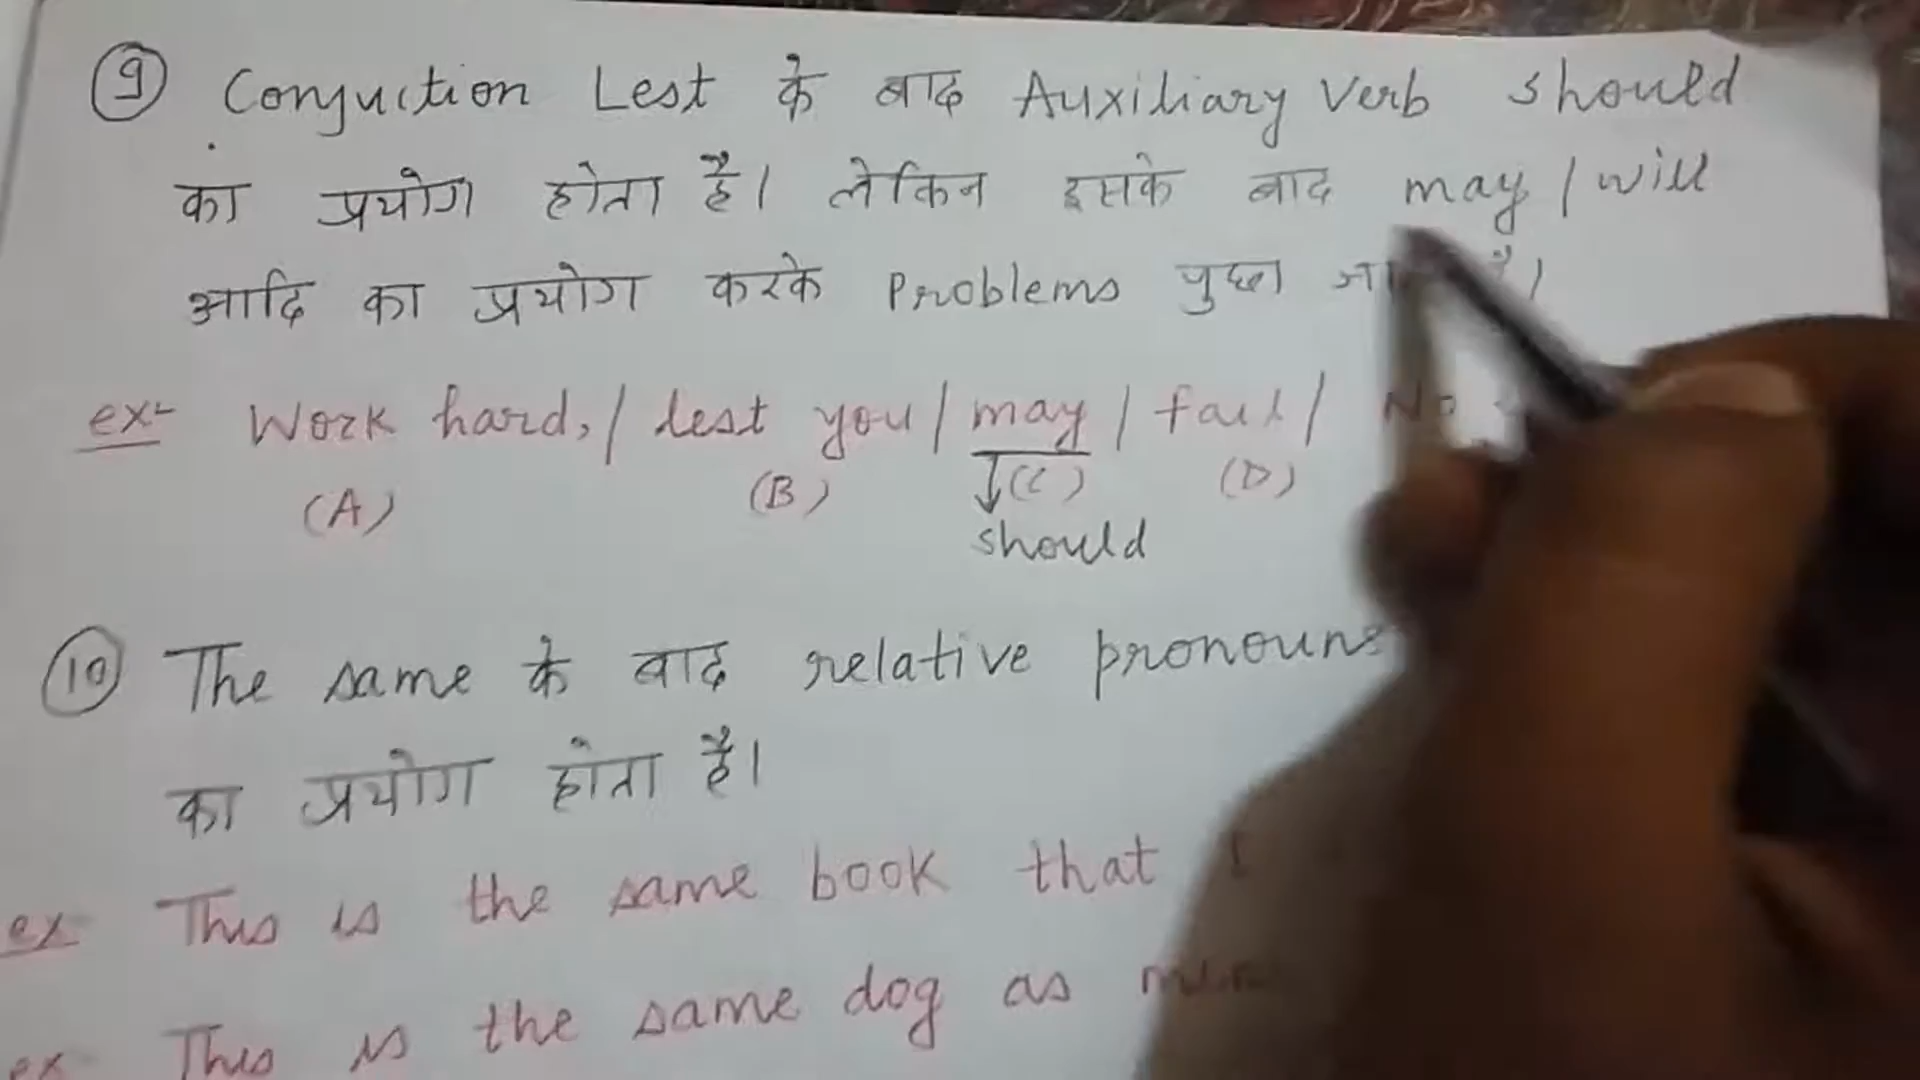 9 Conjuction Lest के बाद Auxiliary Verb should
का प्रयोग होता है। लेकिन इसके बाद may / will
आदि का प्रयोग करके Problems पुछा है।
ex- Work hard, / lest you / may / fail /
(A) (B) (C) (D)
should
10 The same के बाद relative pronouns
का प्रयोग होता है।
ex This is the same book that
ex This is the same dog as